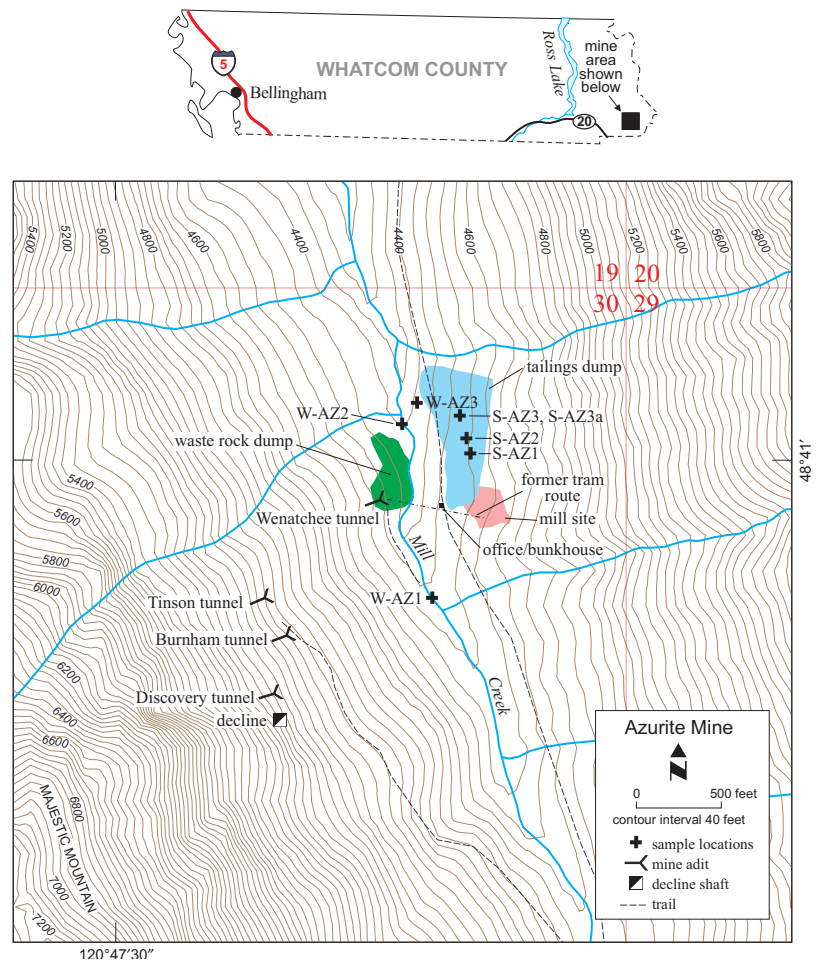 WHATCOM COUNTY
5
Bellingham
Ross Lake
20
mine
area
shown
below
5400
5200
5000
4800
4600
4400
4400
4600
4800
5000
5200
5400
5600
5800
19 20
30 29
tailings dump
W-AZ3
W-AZ2
S-AZ3, S-AZ3a
S-AZ2
S-AZ1
waste rock dump
former tram
route
Wenatchee tunnel
mill site
office/bunkhouse
Mill
48°41′
5400
5600
5800
6000
Tinson tunnel
W-AZ1
Burnham tunnel
6200
Discovery tunnel
decline
Creek
6400
6600
6800
MAJESTIC MOUNTAIN
7000
7200
Azurite Mine
N
0 500 feet
contour interval 40 feet
sample locations
mine adit
decline shaft
trail
120°47′30″